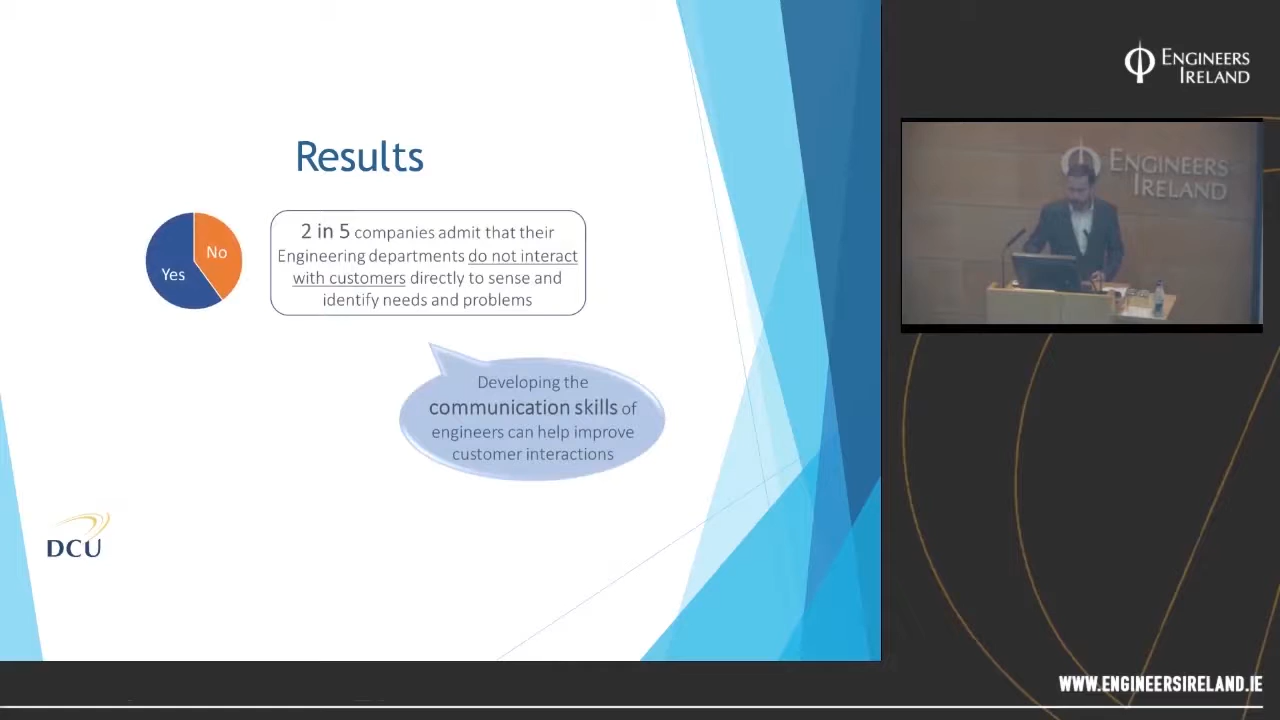 Results
Yes
No
2 in 5 companies admit that their
Engineering departments do not interact
with customers directly to sense and
identify needs and problems
Developing the
communication skills of
engineers can help improve
customer interactions
DCU
ENGINEERS
IRELAND
ENGINEERS
IRELAND
WWW.ENGINEERSIRELAND.IE